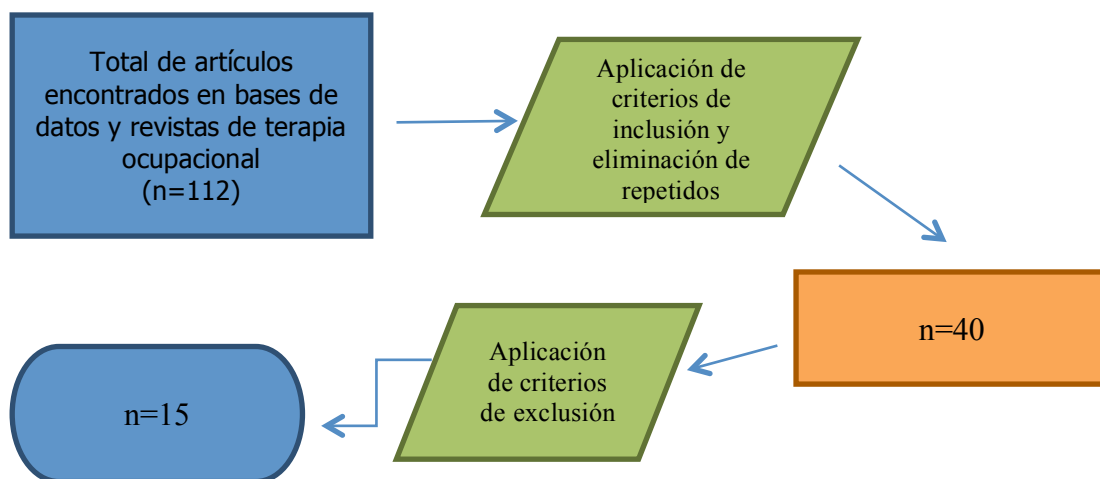 Total de artículos
encontrados en bases de
datos y revistas de terapia
ocupacional
(n=112)
Aplicación de
criterios de
inclusión y
eliminación de
repetidos
n=40
Aplicación
de criterios
de exclusión
n=15